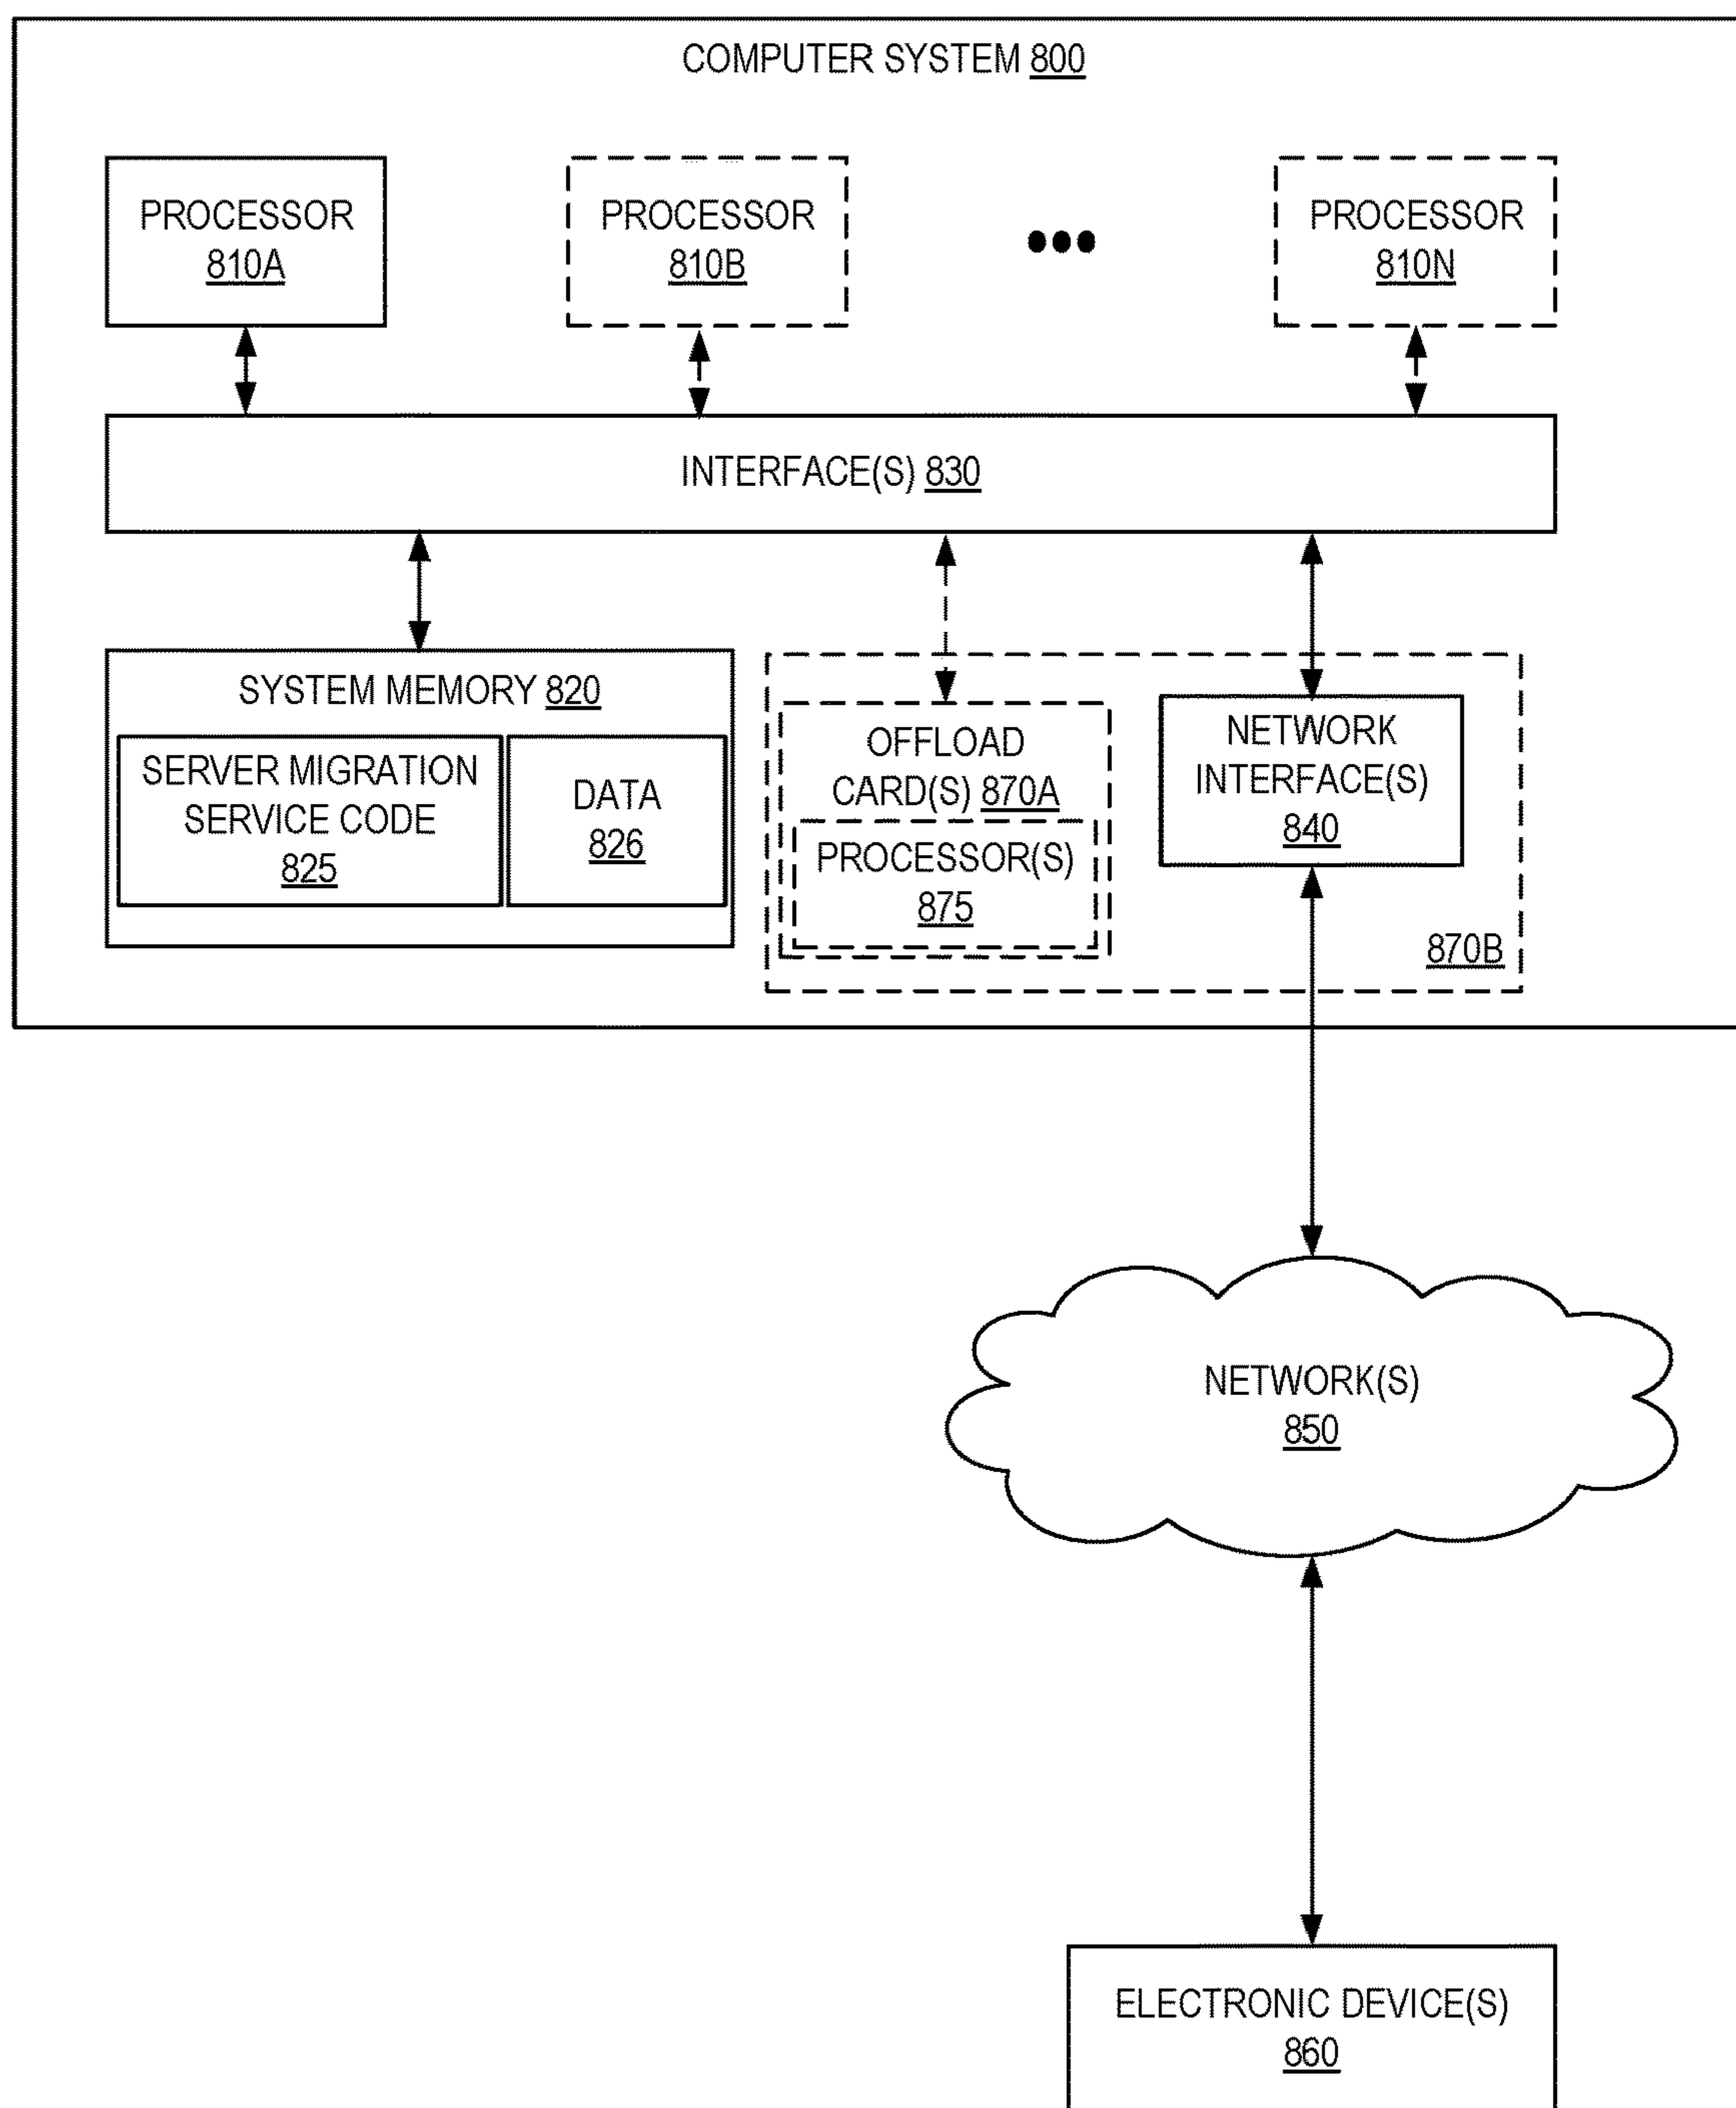 COMPUTER SYSTEM 800
PROCESSOR
810A
PROCESSOR
810B
PROCESSOR
810N
INTERFACE(S) 830
SYSTEM MEMORY 820
SERVER MIGRATION
SERVICE CODE
825
DATA
826
OFFLOAD
CARD(S) 870A
PROCESSOR(S)
875
NETWORK
INTERFACE(S)
840
870B
NETWORK(S)
850
ELECTRONIC DEVICE(S)
860